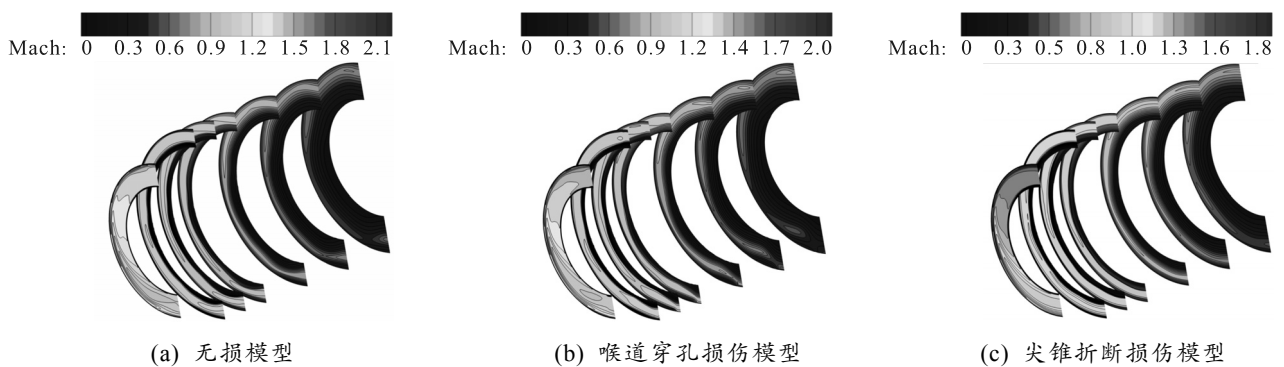 Mach: 0 0.3 0.6 0.9 1.2 1.5 1.8 2.1
Mach: 0 0.3 0.6 0.9 1.2 1.4 1.7 2.0
Mach: 0 0.3 0.5 0.8 1.0 1.3 1.6 1.8
(a) 无损模型
(b) 喉道穿孔损伤模型
(c) 尖锥折断损伤模型